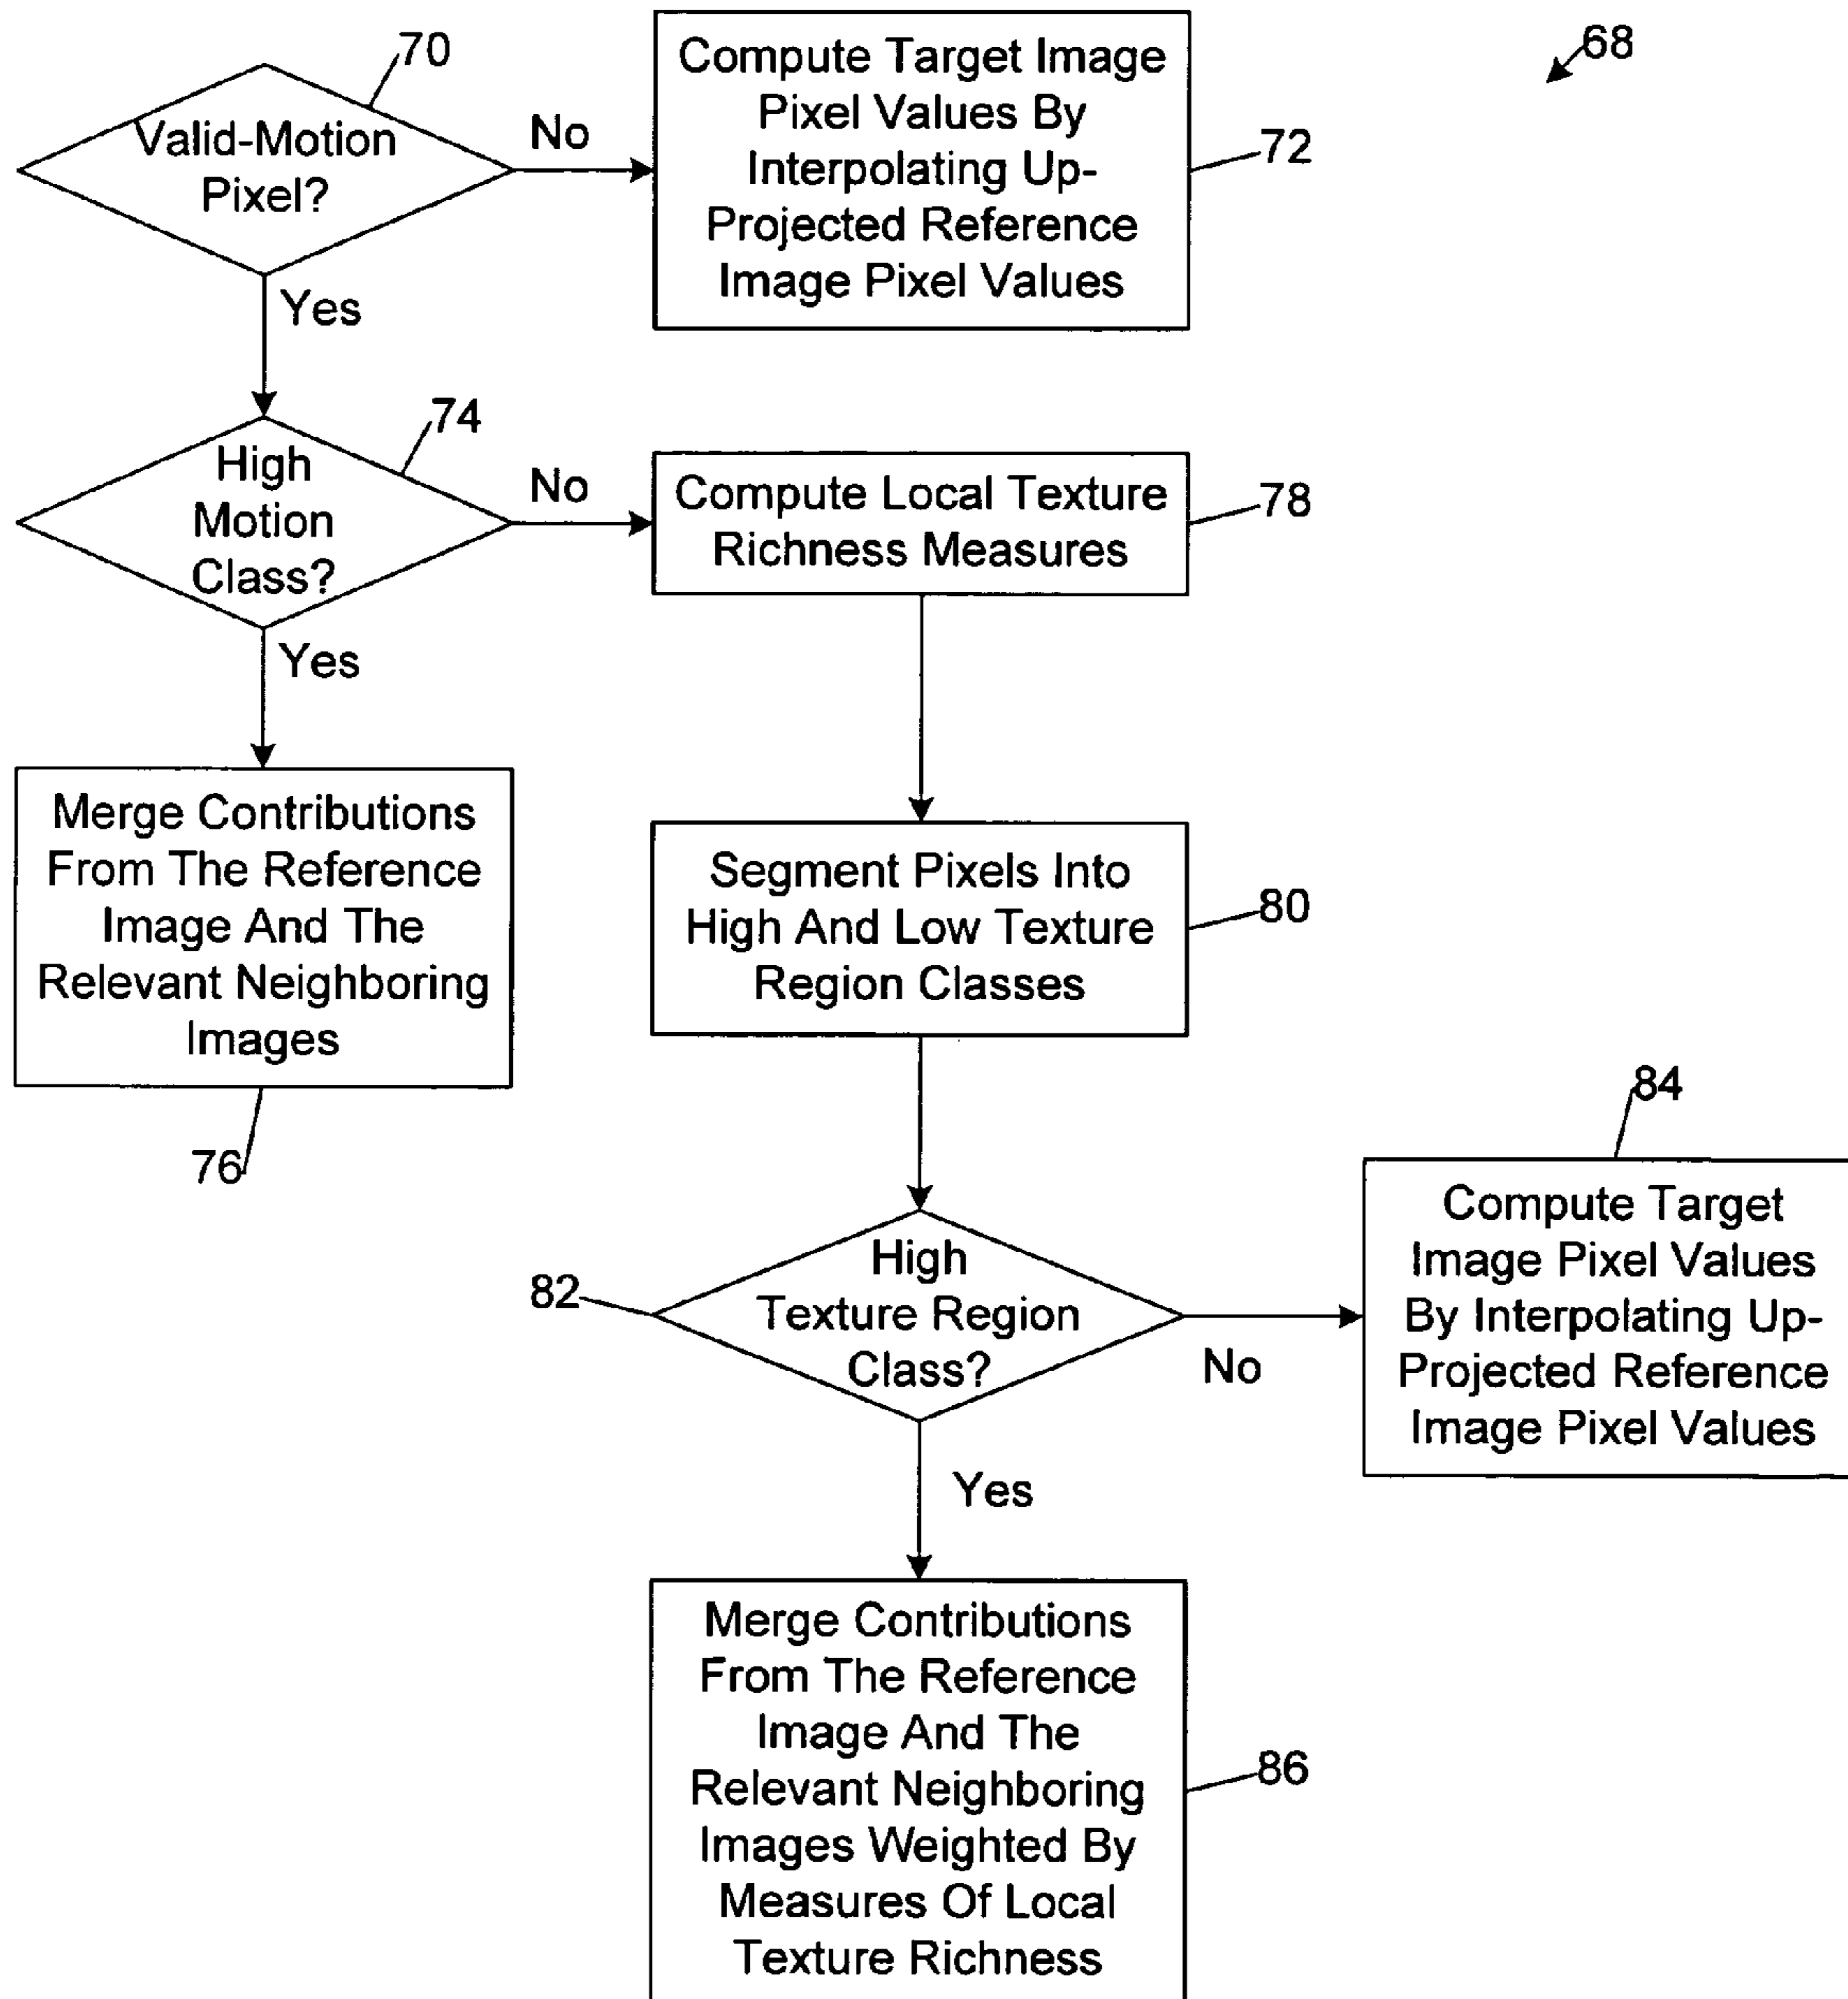 68
70
Valid-Motion
Pixel?
No
Yes
Compute Target Image
Pixel Values By
Interpolating Up-
Projected Reference
Image Pixel Values
72
74
High
Motion
Class?
No
Yes
Compute Local Texture
Richness Measures
78
Merge Contributions
From The Reference
Image And The
Relevant Neighboring
Images
76
Segment Pixels Into
High And Low Texture
Region Classes
80
82
High
Texture Region
Class?
No
Yes
84
Compute Target
Image Pixel Values
By Interpolating Up-
Projected Reference
Image Pixel Values
Merge Contributions
From The Reference
Image And The
Relevant Neighboring
Images Weighted By
Measures Of Local
Texture Richness
86